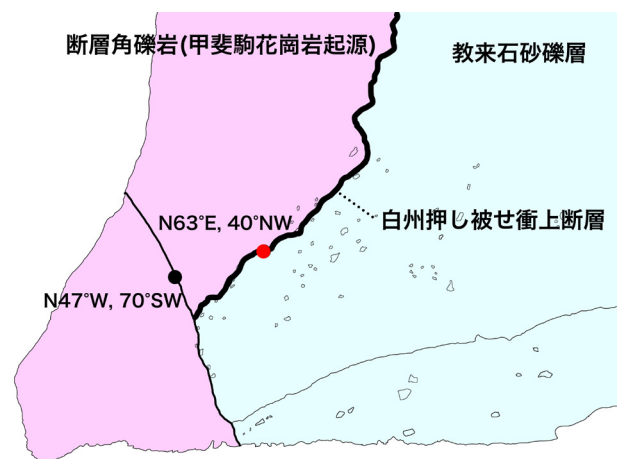 断層角礫岩(甲斐駒花崗岩起源)
教来石砂礫層
N63°E, 40°NW
白州押し被せ衝上断層
N47°W, 70°SW